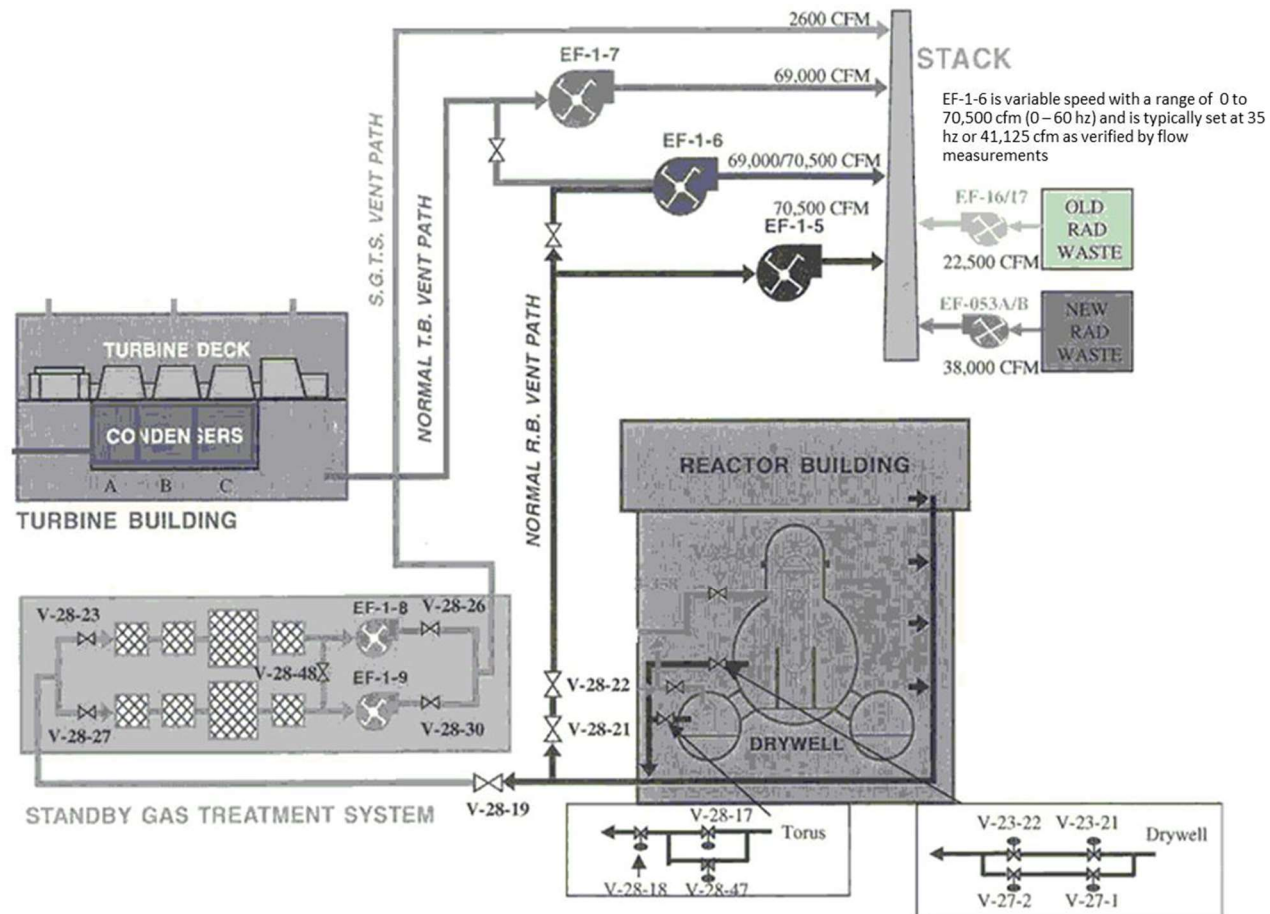 2600 CFM
EF-1-7
69,000 CFM
STACK
EF-1-6 is variable speed with a range of 0 to
70,500 cfm (0 – 60 hz) and is typically set at 35
hz or 41,125 cfm as verified by flow
measurements
EF-1-6
69,000/70,500 CFM
70,500 CFM
EF-1-5
EF-16/17
OLD
RAD
WASTE
22,500 CFM
EF-053A/B
NEW
RAD
WASTE
38,000 CFM
S.G.T.S. VENT PATH
NORMAL T.B. VENT PATH
NORMAL R.B. VENT PATH
TURBINE DECK
CONDENSERS
A B C
TURBINE BUILDING
REACTOR BUILDING
DRYWELL
V-28-23
EF-1-8
V-28-26
V-28-48
EF-1-9
V-28-27
V-28-30
V-28-22
V-28-21
STANDBY GAS TREATMENT SYSTEM
V-28-19
V-28-17
Torus
V-28-18
V-28-47
V-23-22
V-23-21
Drywell
V-27-2
V-27-1